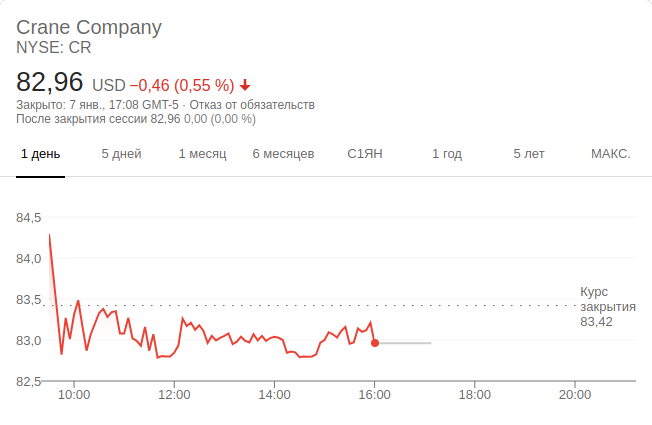 Crane Company
NYSE: CR
82,96 USD −0,46 (0,55 %)
Закрыто: 7 янв., 17:08 GMT-5 · Отказ от обязательств
После закрытия сессии 82,96 0,00 (0,00 %)
1 день 5 дней 1 месяц 6 месяцев С1ЯН 1 год 5 лет МАКС.
84,5
84,0
83,5
83,0
82,5
Курс
закрытия
83,42
10:00 12:00 14:00 16:00 18:00 20:00